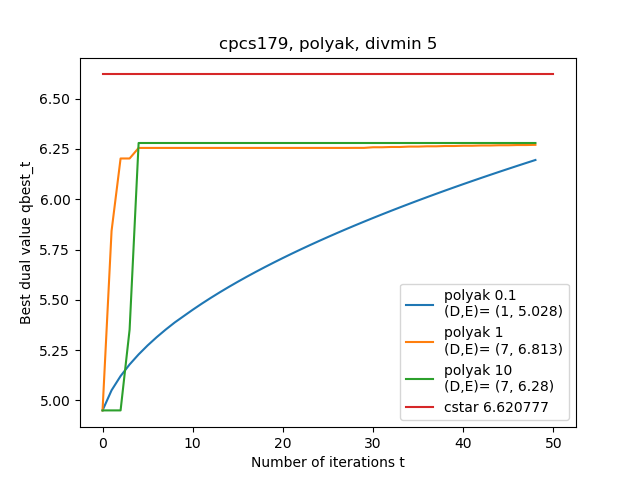 cpcs179, polyak, divmin 5
Best dual value qbest_t
6.50
6.25
6.00
5.75
5.50
5.25
5.00
polyak 0.1
(D,E)= (1, 5.028)
polyak 1
(D,E)= (7, 6.813)
polyak 10
(D,E)= (7, 6.28)
cstar 6.620777
0 10 20 30 40 50
Number of iterations t